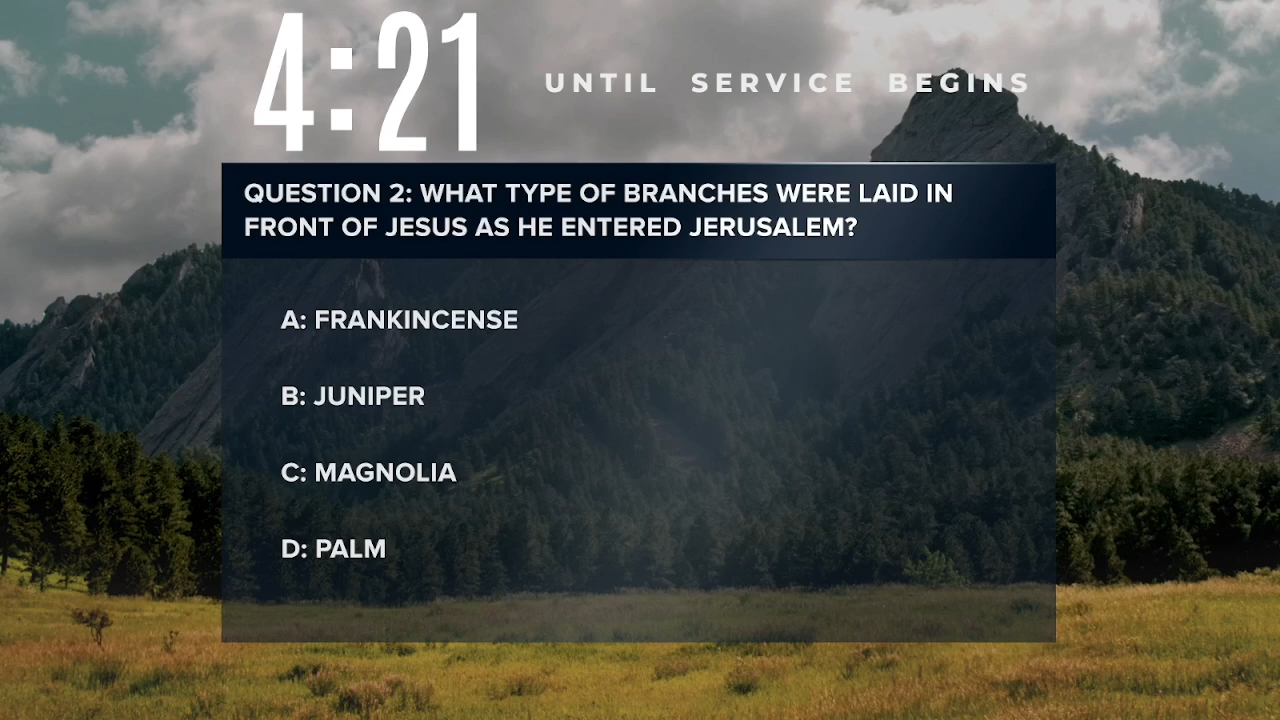 4:21
UNTIL SERVICE BEGINS
QUESTION 2: WHAT TYPE OF BRANCHES WERE LAID IN
FRONT OF JESUS AS HE ENTERED JERUSALEM?
A: FRANKINCENSE
B: JUNIPER
C: MAGNOLIA
D: PALM